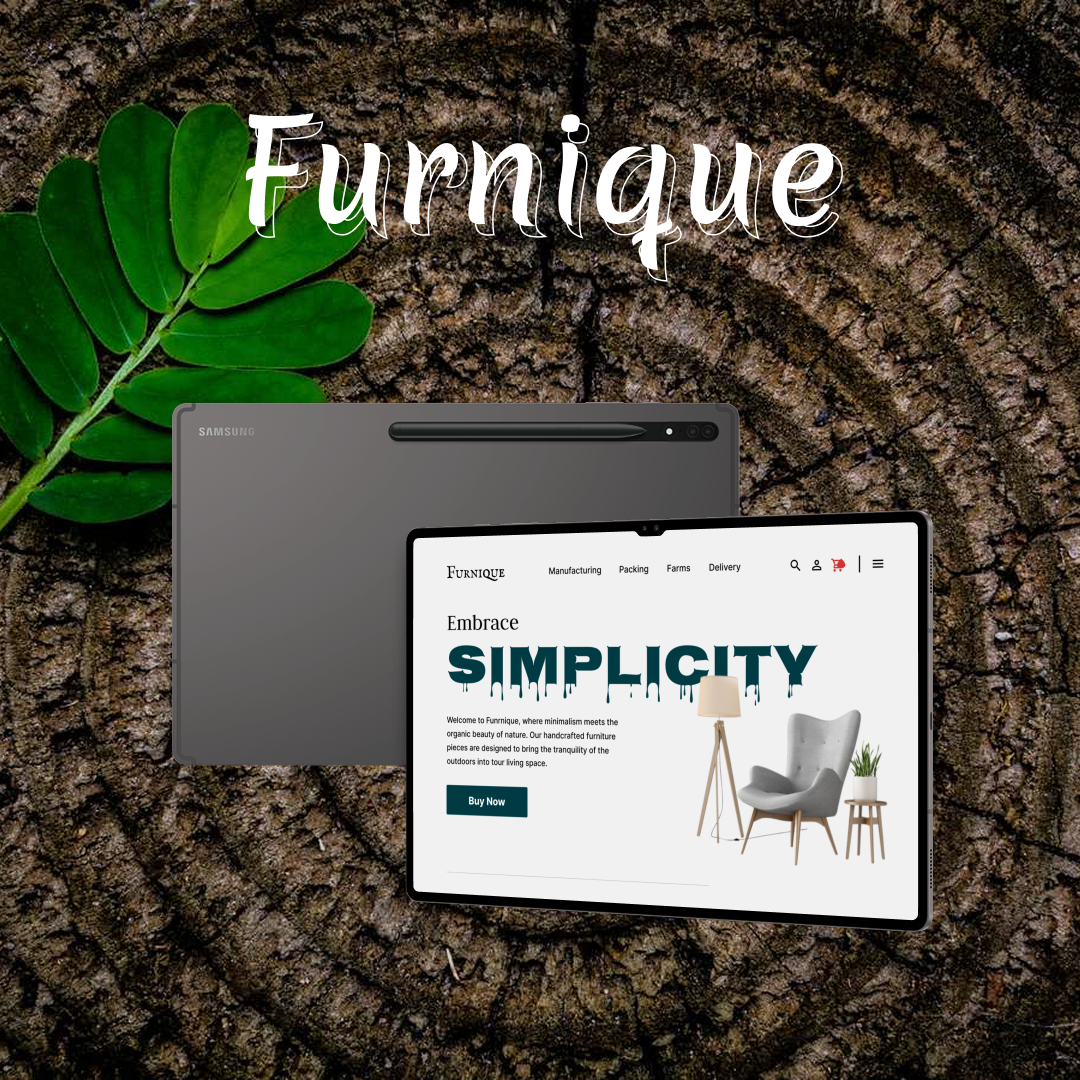 Furnique
SAMSUNG
FURNIQUE
Manufacturing Packing Farms Delivery
Embrace
SIMPLICITY
Welcome to Funrnique, where minimalism meets the
organic beauty of nature. Our handcrafted furniture
pieces are designed to bring the tranquility of the
outdoors into tour living space.
Buy Now